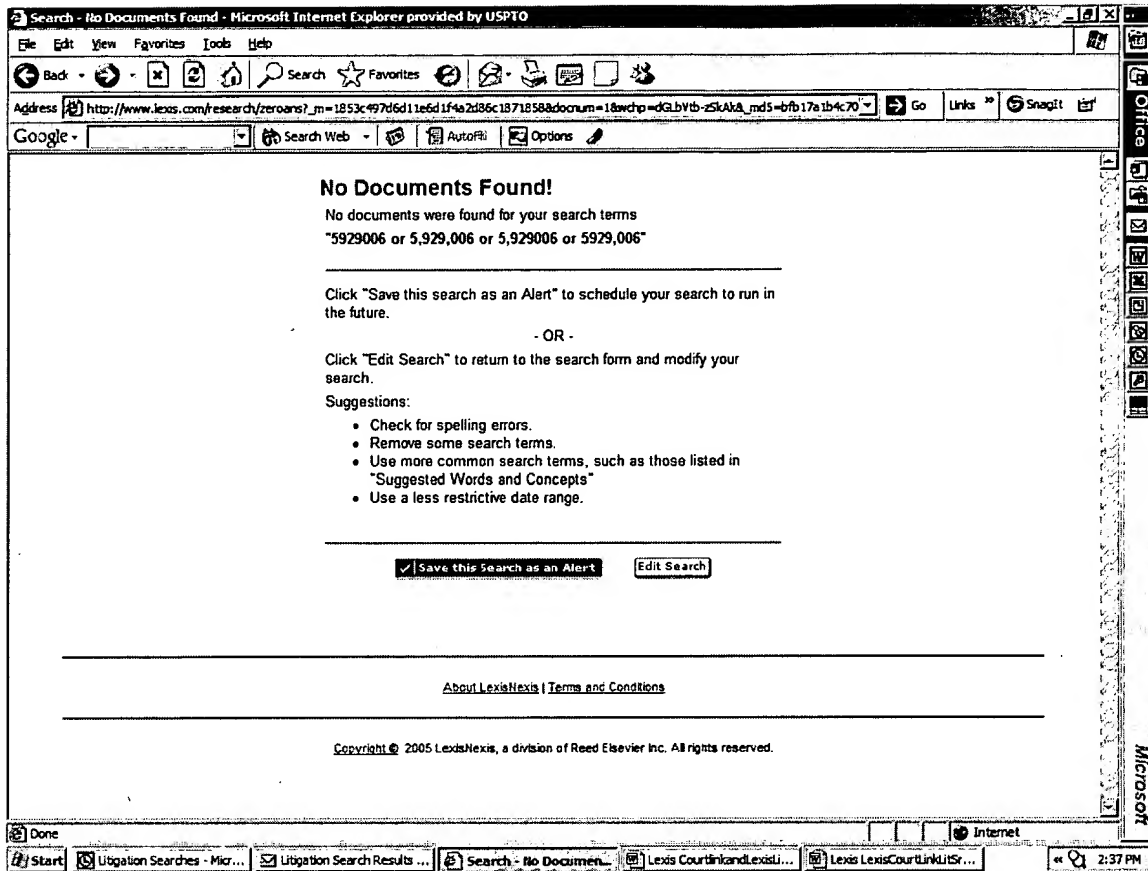 Search - No Documents Found - Microsoft Internet Explorer provided by USPTO
File Edit View Favorites Tools Help
Back Search Favorites
Address http://www.lexis.com/research/zeroans?_m=1853c497d6d11e6d1f4a2d86c1871858&docnum=1&wchp=dGLbVtb-zSkAk&_md5=bfb17a1b4c70 Go Links » SnagIt
Google - Search Web - AutoFill Options
No Documents Found!
No documents were found for your search terms
"5929006 or 5,929,006 or 5,929006 or 5929,006"
Click "Save this search as an Alert" to schedule your search to run in
the future.
- OR -
Click "Edit Search" to return to the search form and modify your
search.
Suggestions:
• Check for spelling errors.
• Remove some search terms.
• Use more common search terms, such as those listed in
"Suggested Words and Concepts"
• Use a less restrictive date range.
Save this Search as an Alert Edit Search
About LexisNexis | Terms and Conditions
Copyright © 2005 LexisNexis, a division of Reed Elsevier Inc. All rights reserved.
Done Internet
Start Litigation Searches - Micr... Litigation Search Results ... Search - No Documen... Lexis CourtlinkandLexisLi... Lexis LexisCourtLinkLitSr... « 2:37 PM
Office
Microsoft